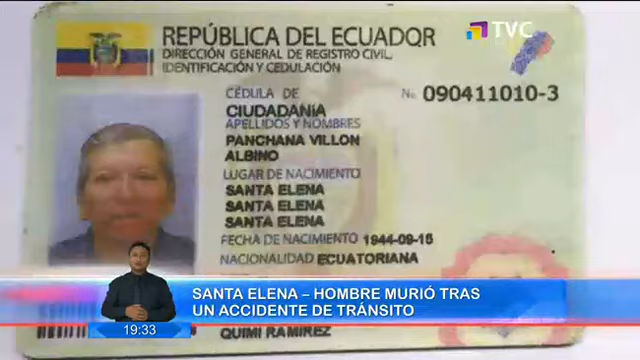 REPÚBLICA DEL ECUADOR
TVC
DIRECCIÓN GENERAL DE REGISTRO CIVIL,
IDENTIFICACIÓN Y CEDULACIÓN
CÉDULA DE
No. 090411010-3
CIUDADANÍA
APELLIDOS Y NOMBRES
PANCHANA VILLON
ALBINO
LUGAR DE NACIMIENTO
SANTA ELENA
SANTA ELENA
SANTA ELENA
FECHA DE NACIMIENTO 1944-09-15
NACIONALIDAD ECUATORIANA
SANTA ELENA – HOMBRE MURIÓ TRAS
UN ACCIDENTE DE TRÁNSITO
19:33
QUIMI RAMIREZ